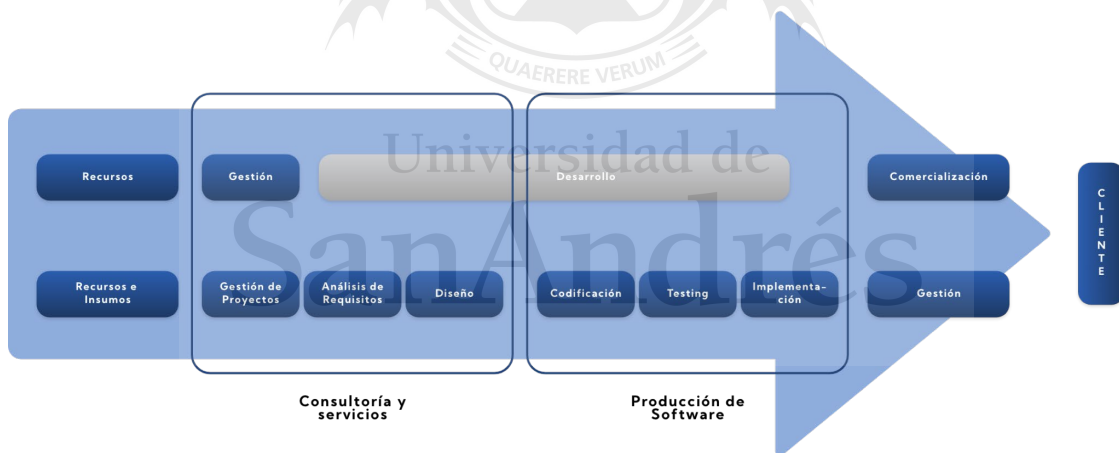 QUAERERE VERUM
Universidad de
SanAndrés
Recursos
Gestión
Desarrollo
Comercialización
Recursos e
Insumos
Gestión de
Proyectos
Análisis de
Requisitos
Diseño
Codificación
Testing
Implementa-
ción
Gestión
CLIENTE
Consultoría y
servicios
Producción de
Software